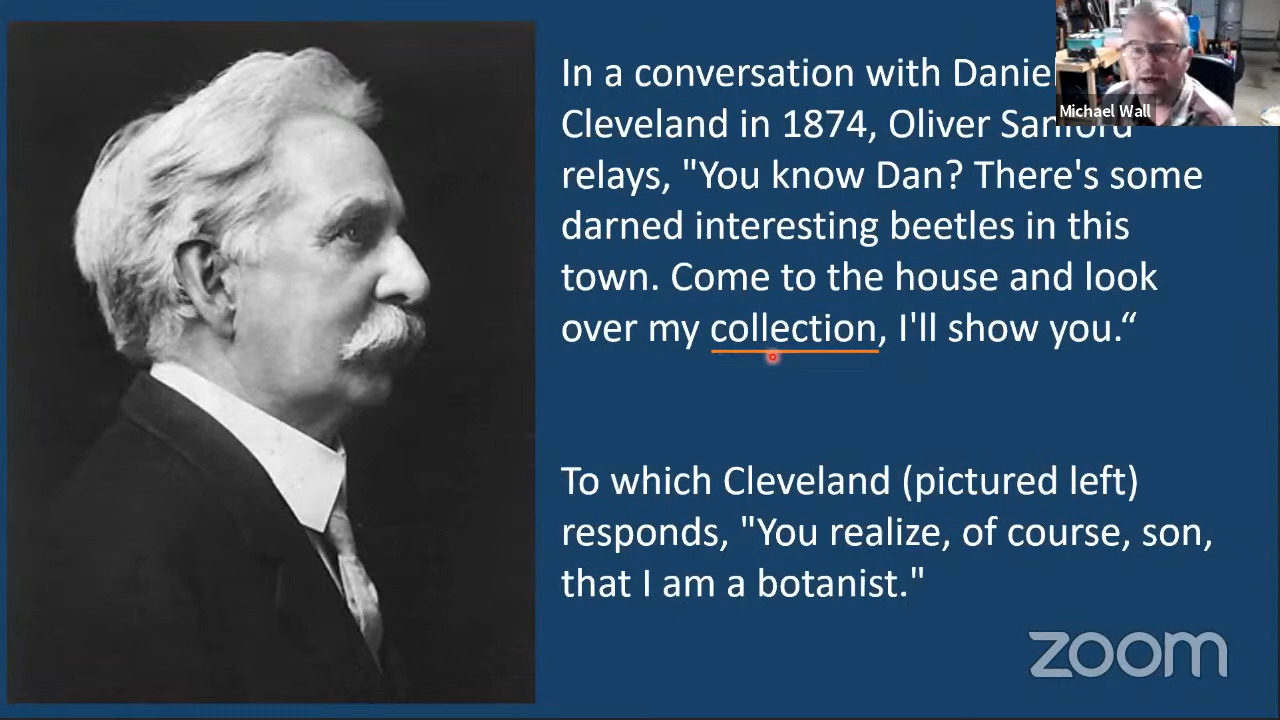 In a conversation with Danie
Cleveland in 1874, Oliver Sanford
relays, "You know Dan? There's some
darned interesting beetles in this
town. Come to the house and look
over my collection, I'll show you.“
To which Cleveland (pictured left)
responds, "You realize, of course, son,
that I am a botanist."
Michael Wall
zoom